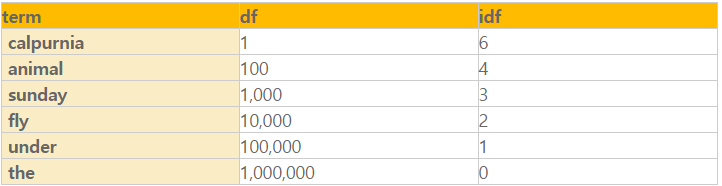 term df idf
calpurnia 1 6
animal 100 4
sunday 1,000 3
fly 10,000 2
under 100,000 1
the 1,000,000 0